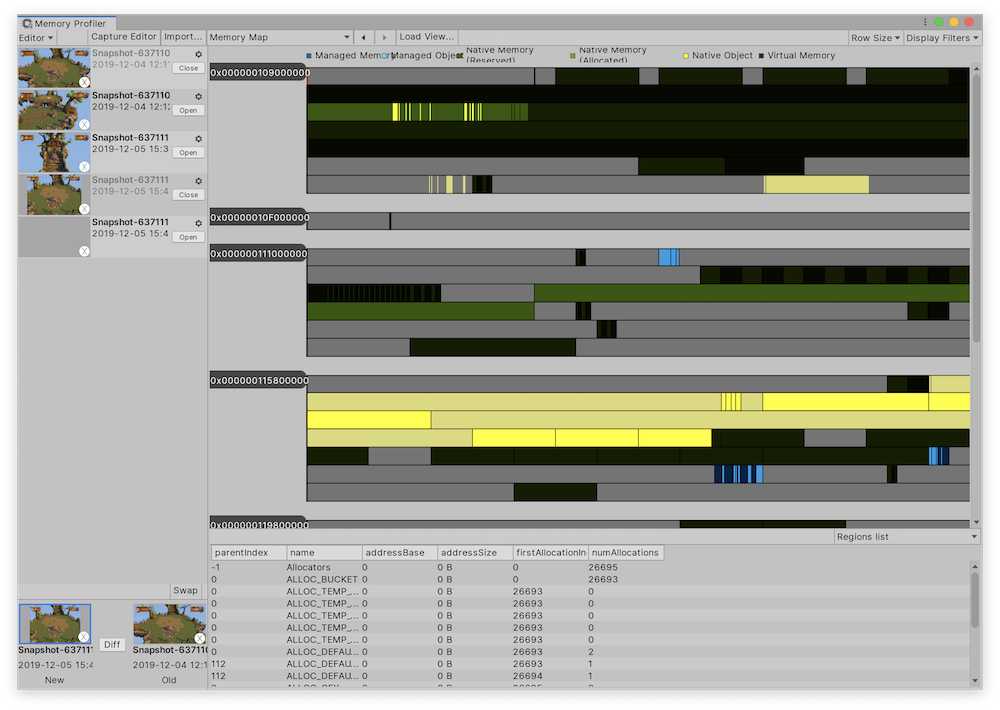 Memory Profiler
Editor Capture Editor Import... Memory Map Load View... Row Size Display Filters
Managed Memory Managed Object Native Memory (Reserved) Native Memory (Allocated) Native Object Virtual Memory
Snapshot-637110
2019-12-04 12:1
Close
Snapshot-637110
2019-12-04 12:12
Open
Snapshot-637111
2019-12-05 15:3
Open
Snapshot-637111
2019-12-05 15:4
Close
Snapshot-637111
2019-12-05 15:4
Open
0x000000109000000
0x00000010F000000
0x000000111000000
0x000000115800000
0x000000119800000
Regions list
parentIndex name addressBase addressSize firstAllocationIn numAllocations
-1 Allocators 0 0 B 0 26695
0 ALLOC_BUCKET 0 0 B 0 26693
0 ALLOC_TEMP_... 0 0 B 26693 0
0 ALLOC_TEMP_... 0 0 B 26693 0
0 ALLOC_TEMP_... 0 0 B 26693 0
0 ALLOC_TEMP_... 0 0 B 26693 0
0 ALLOC_TEMP_... 0 0 B 26693 0
0 ALLOC_DEFAU... 0 0 B 26693 2
112 ALLOC_DEFAU... 0 0 B 26693 1
112 ALLOC_DEFAU... 0 0 B 26694 1
Swap
Snapshot-637111
2019-12-05 15:4
New
Diff
Snapshot-637110
2019-12-04 12:1
Old